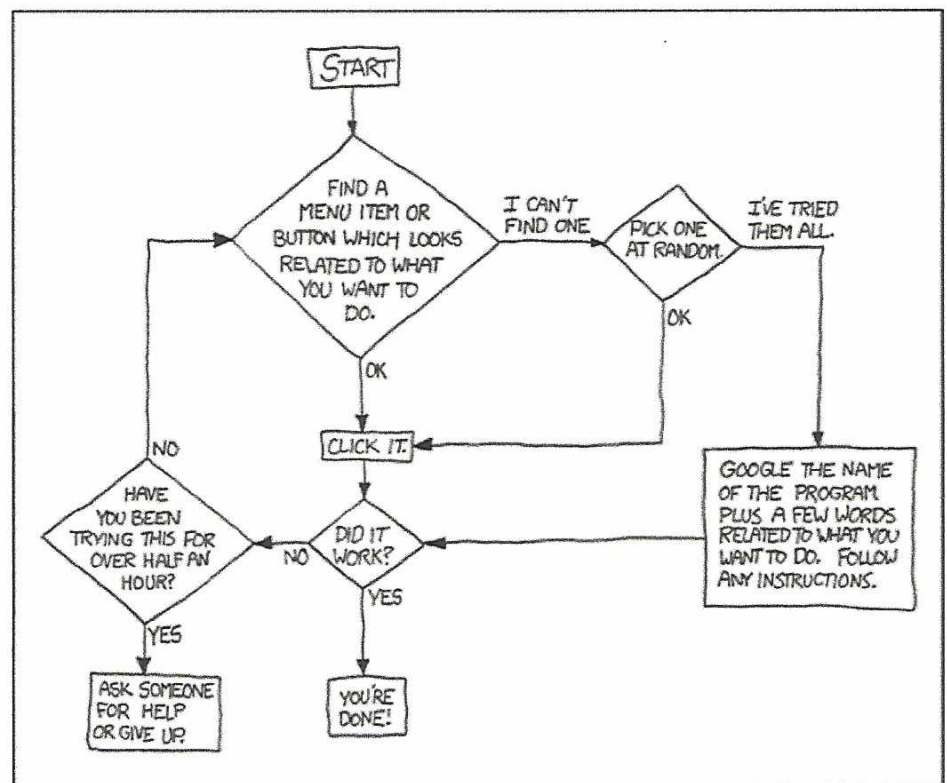 START
FIND A
MENU ITEM OR
BUTTON WHICH LOOKS
RELATED TO WHAT
YOU WANT TO
DO.
I CAN'T
FIND ONE
PICK ONE
AT RANDOM.
I'VE TRIED
THEM ALL.
OK
OK
CLICK IT.
NO
HAVE
YOU BEEN
TRYING THIS FOR
OVER HALF AN
HOUR?
NO
DID IT
WORK?
GOOGLE THE NAME
OF THE PROGRAM
PLUS A FEW WORDS
RELATED TO WHAT YOU
WANT TO DO. FOLLOW
ANY INSTRUCTIONS.
YES
YES
ASK SOMEONE
FOR HELP
OR GIVE UP.
YOU'RE
DONE!